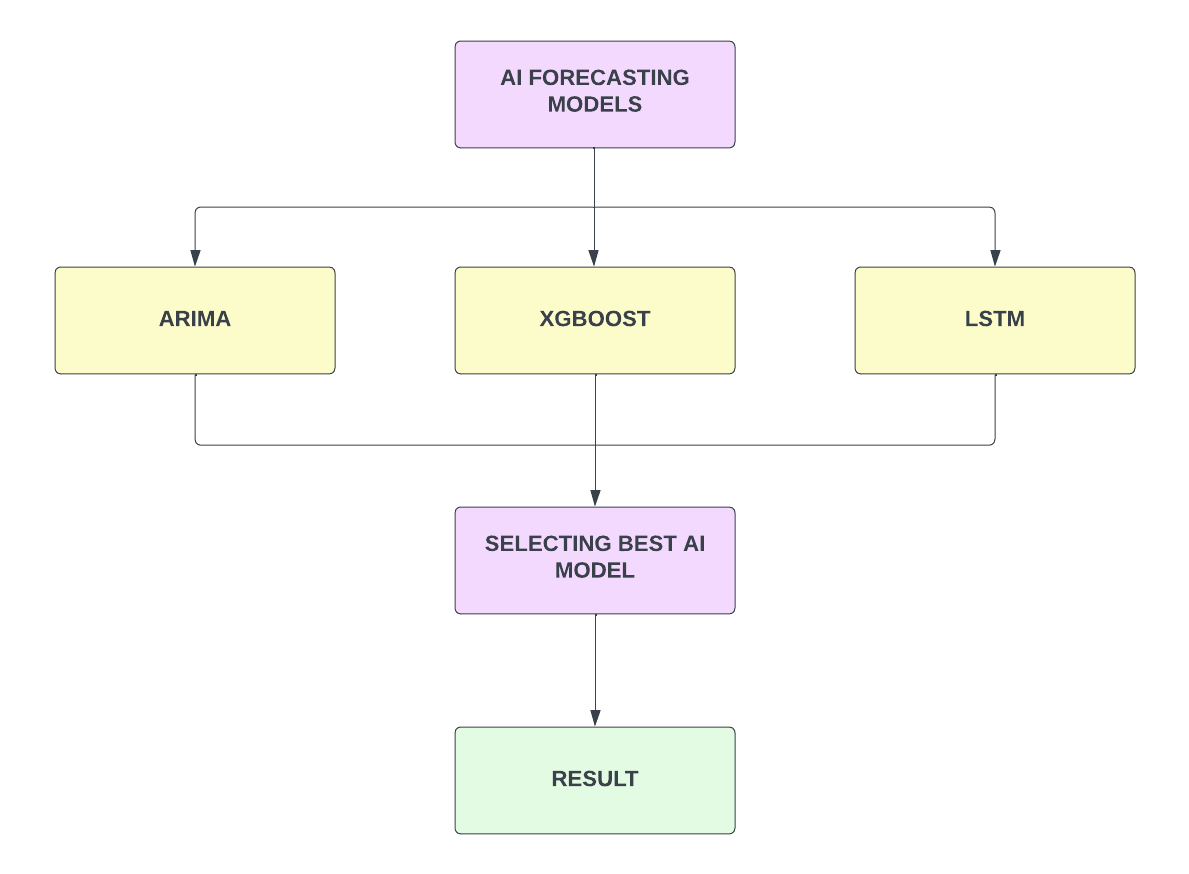 AI FORECASTING
MODELS
ARIMA
XGBOOST
LSTM
SELECTING BEST AI
MODEL
RESULT